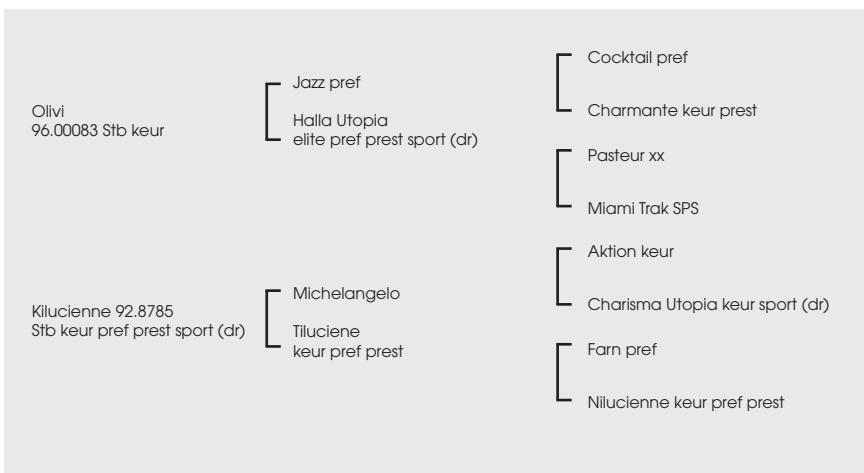 Olivi
96.00083 Stb keur
Jazz pref
Halla Utopia
elite pref prest sport (dr)
Cocktail pref
Charmante keur prest
Pasteur xx
Miami Trak SPS
Kilucienne 92.8785
Stb keur pref prest sport (dr)
Michelangelo
Tiluciene
keur pref prest
Aktion keur
Charisma Utopia keur sport (dr)
Farn pref
Nilucienne keur pref prest